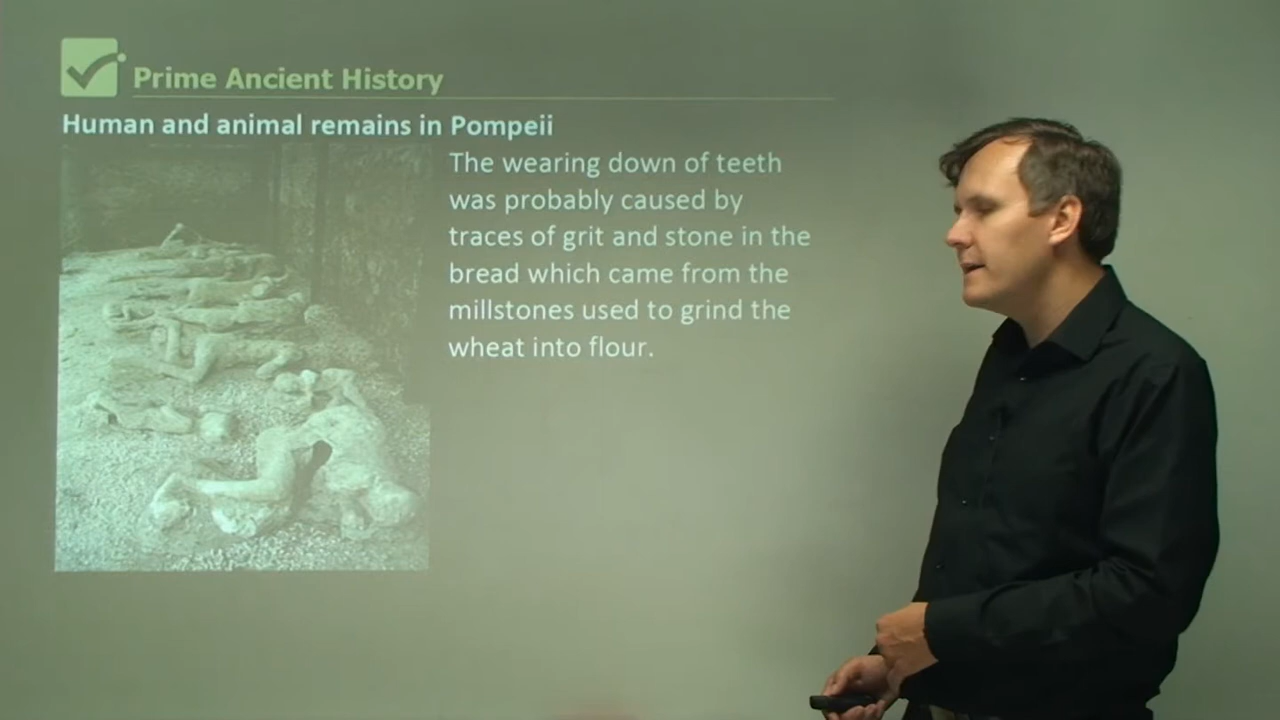 Prime Ancient History
Human and animal remains in Pompeii
The wearing down of teeth
was probably caused by
traces of grit and stone in the
bread which came from the
millstones used to grind the
wheat into flour.